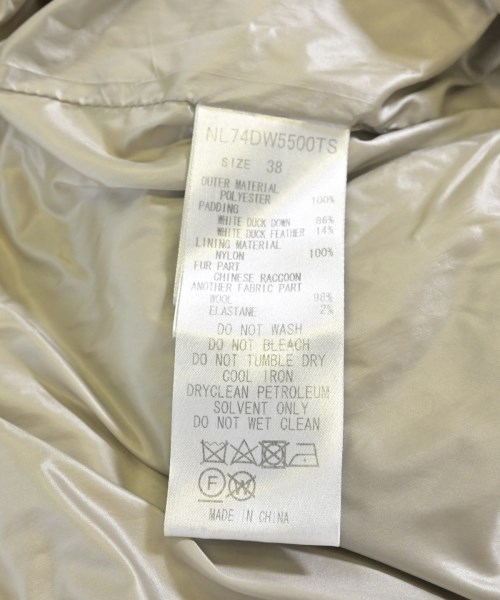 NL74DW5500TS
SIZE 38
OUTER MATERIAL
POLYESTER 100%
PADDING
WHITE DUCK DOWN 86%
WHITE DUCK FEATHER 14%
LINING MATERIAL
NYLON 100%
FUR PART
CHINESE RACCOON
ANOTHER FABRIC PART
WOOL 98%
ELASTANE 2%
DO NOT WASH
DO NOT BLEACH
DO NOT TUMBLE DRY
COOL IRON
DRYCLEAN PETROLEUM
SOLVENT ONLY
DO NOT WET CLEAN
F W
MADE IN CHINA